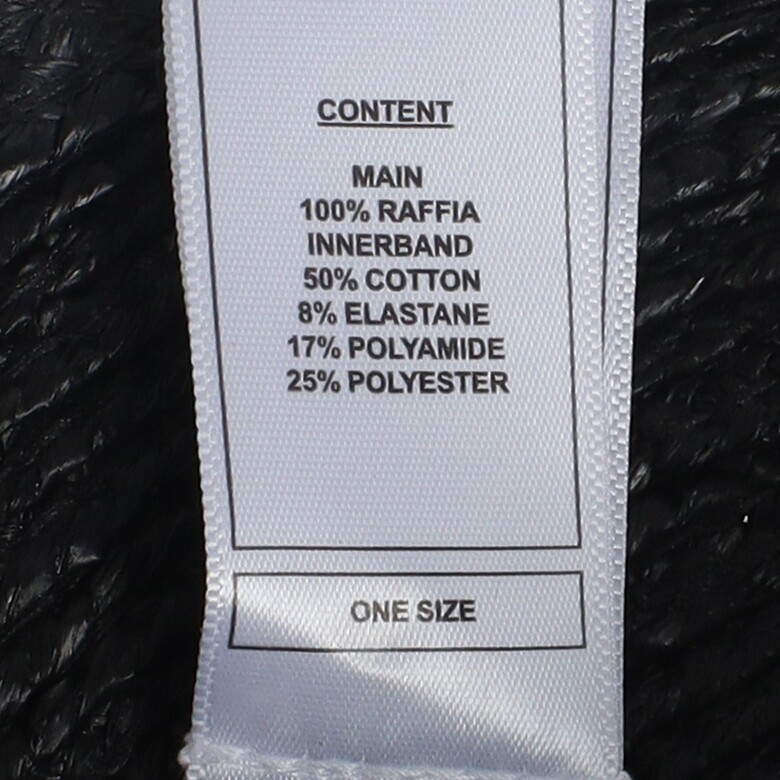 CONTENT
MAIN
100% RAFFIA
INNERBAND
50% COTTON
8% ELASTANE
17% POLYAMIDE
25% POLYESTER
ONE SIZE